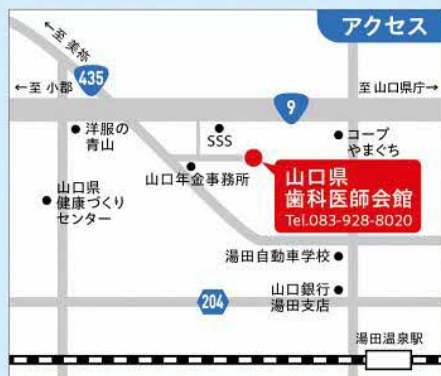 アクセス
←至 美祢
435
←至 小郡
9
至 山口県庁→
洋服の
青山
SSS
コープ
やまぐち
山口年金事務所
山口県
歯科医師会館
Tel.083-928-8020
山口県
健康づくり
センター
湯田自動車学校
山口銀行
湯田支店
204
湯田温泉駅